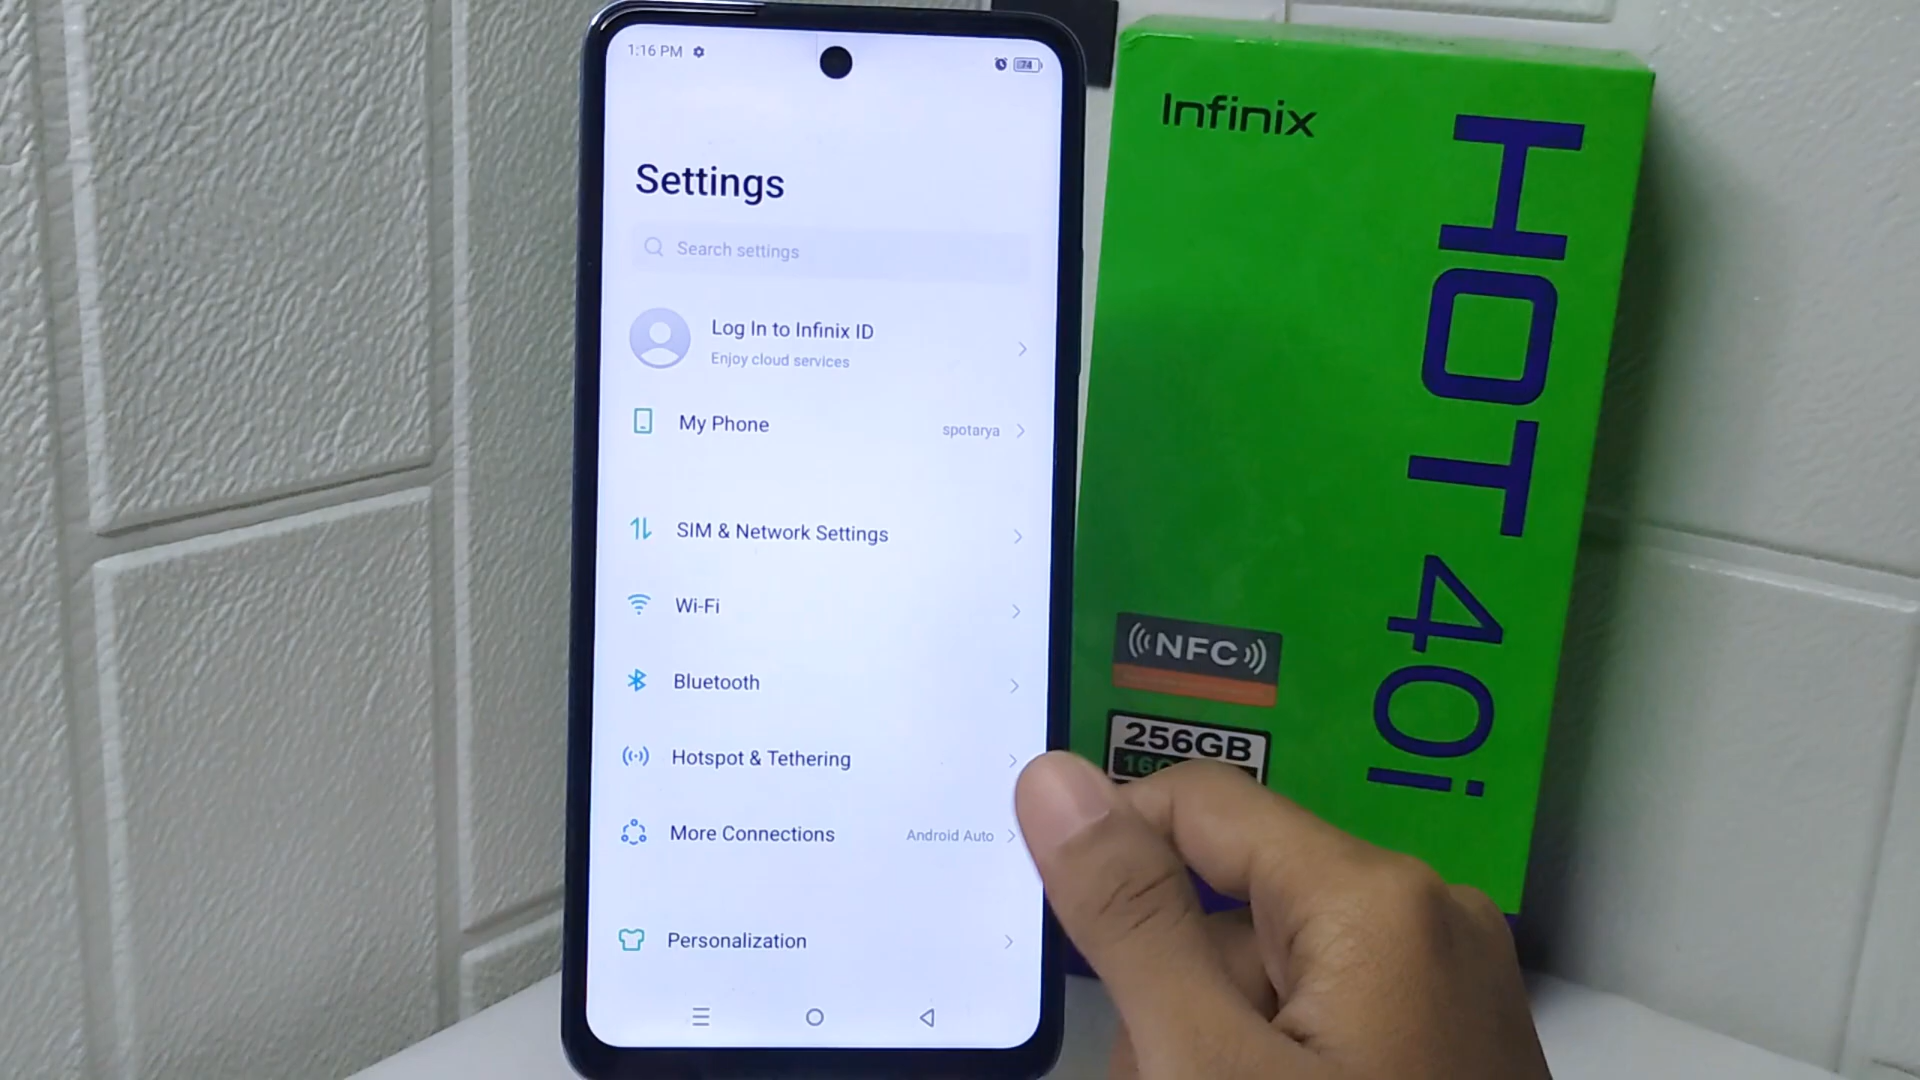 1:16 PM
74
Settings
Search settings
Log In to Infinix ID
Enjoy cloud services
My Phone
spotarya
SIM & Network Settings
Wi-Fi
Bluetooth
Hotspot & Tethering
More Connections
Android Auto
Personalization
Infinix
HOT 40i
NFC
256GB